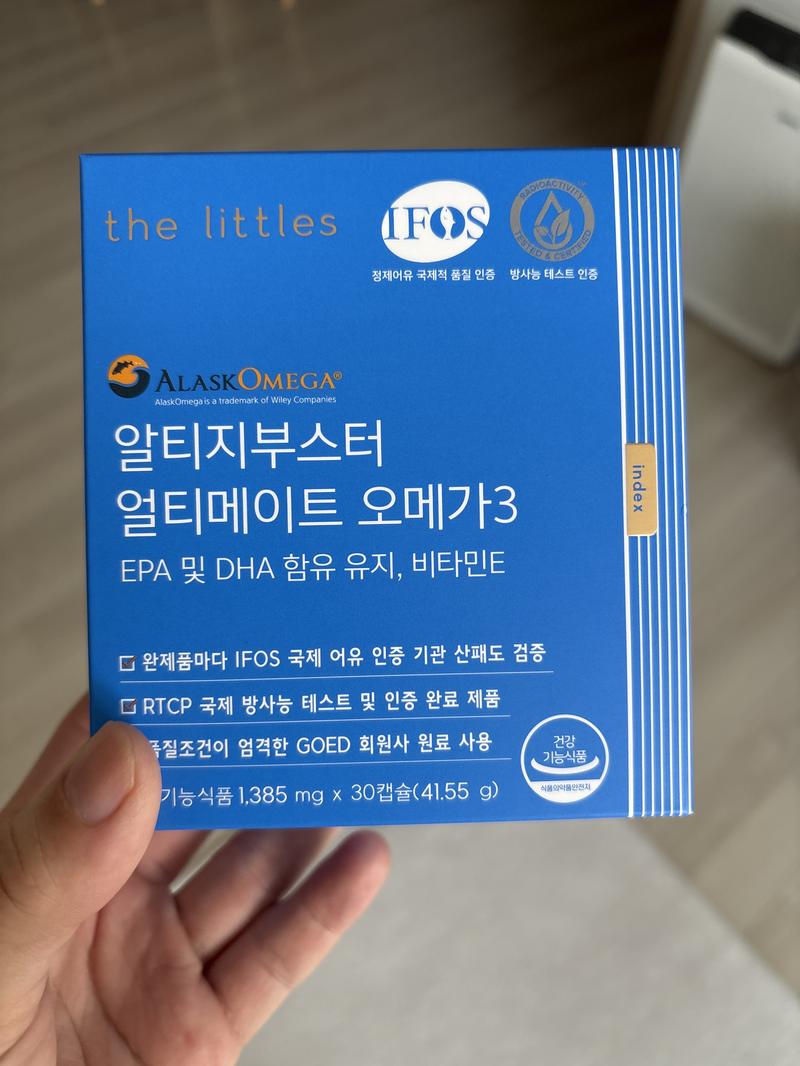 the littles
IFOS
정제어유 국제적 품질 인증
RADIOACTIVITY
TESTED & CERTIFIED
방사능 테스트 인증
ALASKOMEGA®
AlaskOmega is a trademark of Wiley Companies
알티지부스터
얼티메이트 오메가3
EPA 및 DHA 함유 유지, 비타민E
index
완제품마다 IFOS 국제 어유 인증 기관 산패도 검증
RTCP 국제 방사능 테스트 및 인증 완료 제품
품질조건이 엄격한 GOED 회원사 원료 사용
기능식품 1,385 mg x 30캡슐(41.55 g)
건강
기능식품
식품의약품안전처